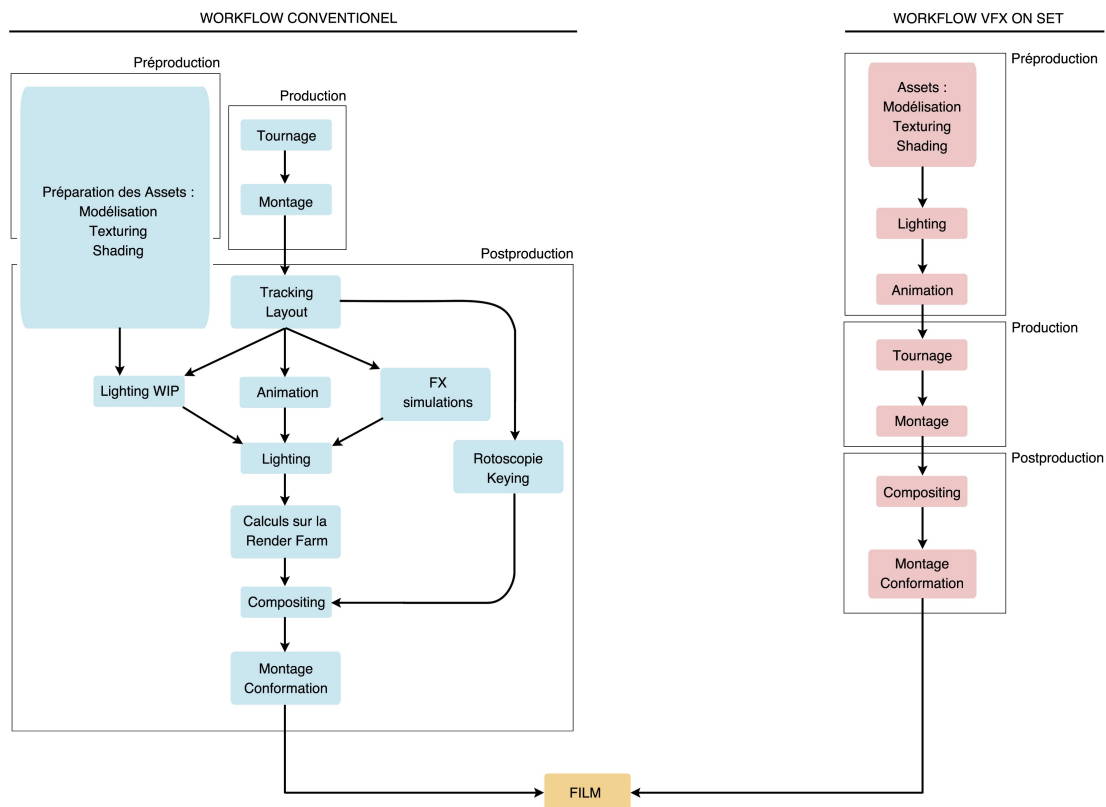 WORKFLOW CONVENTIONEL
Préproduction
Production
Tournage
Montage
Préparation des Assets :
Modélisation
Texturing
Shading
Postproduction
Tracking
Layout
Lighting WIP
Animation
FX
simulations
Lighting
Rotoscopie
Keying
Calculs sur la
Render Farm
Compositing
Montage
Conformation
WORKFLOW VFX ON SET
Préproduction
Assets :
Modélisation
Texturing
Shading
Lighting
Animation
Production
Tournage
Montage
Postproduction
Compositing
Montage
Conformation
FILM